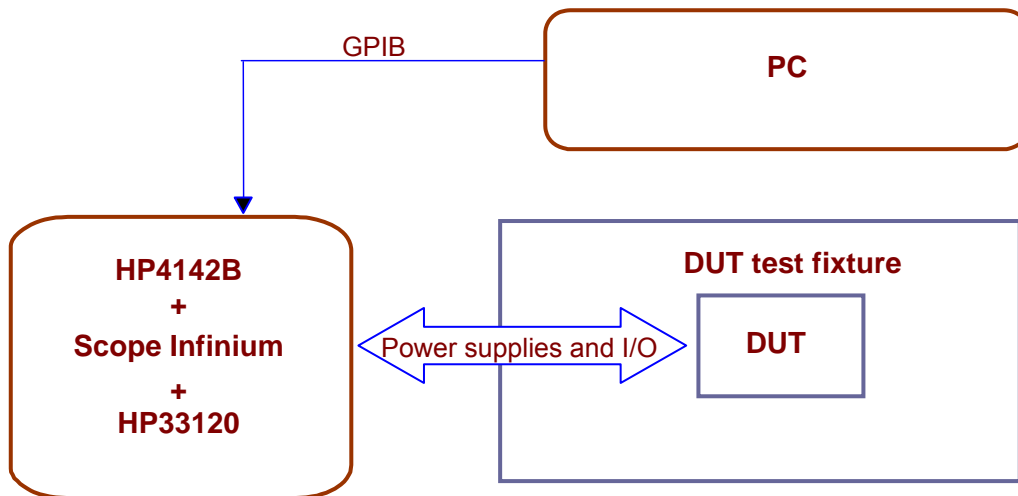 GPIB
PC
HP4142B
+
Scope Infinium
+
HP33120
Power supplies and I/O
DUT test fixture
DUT